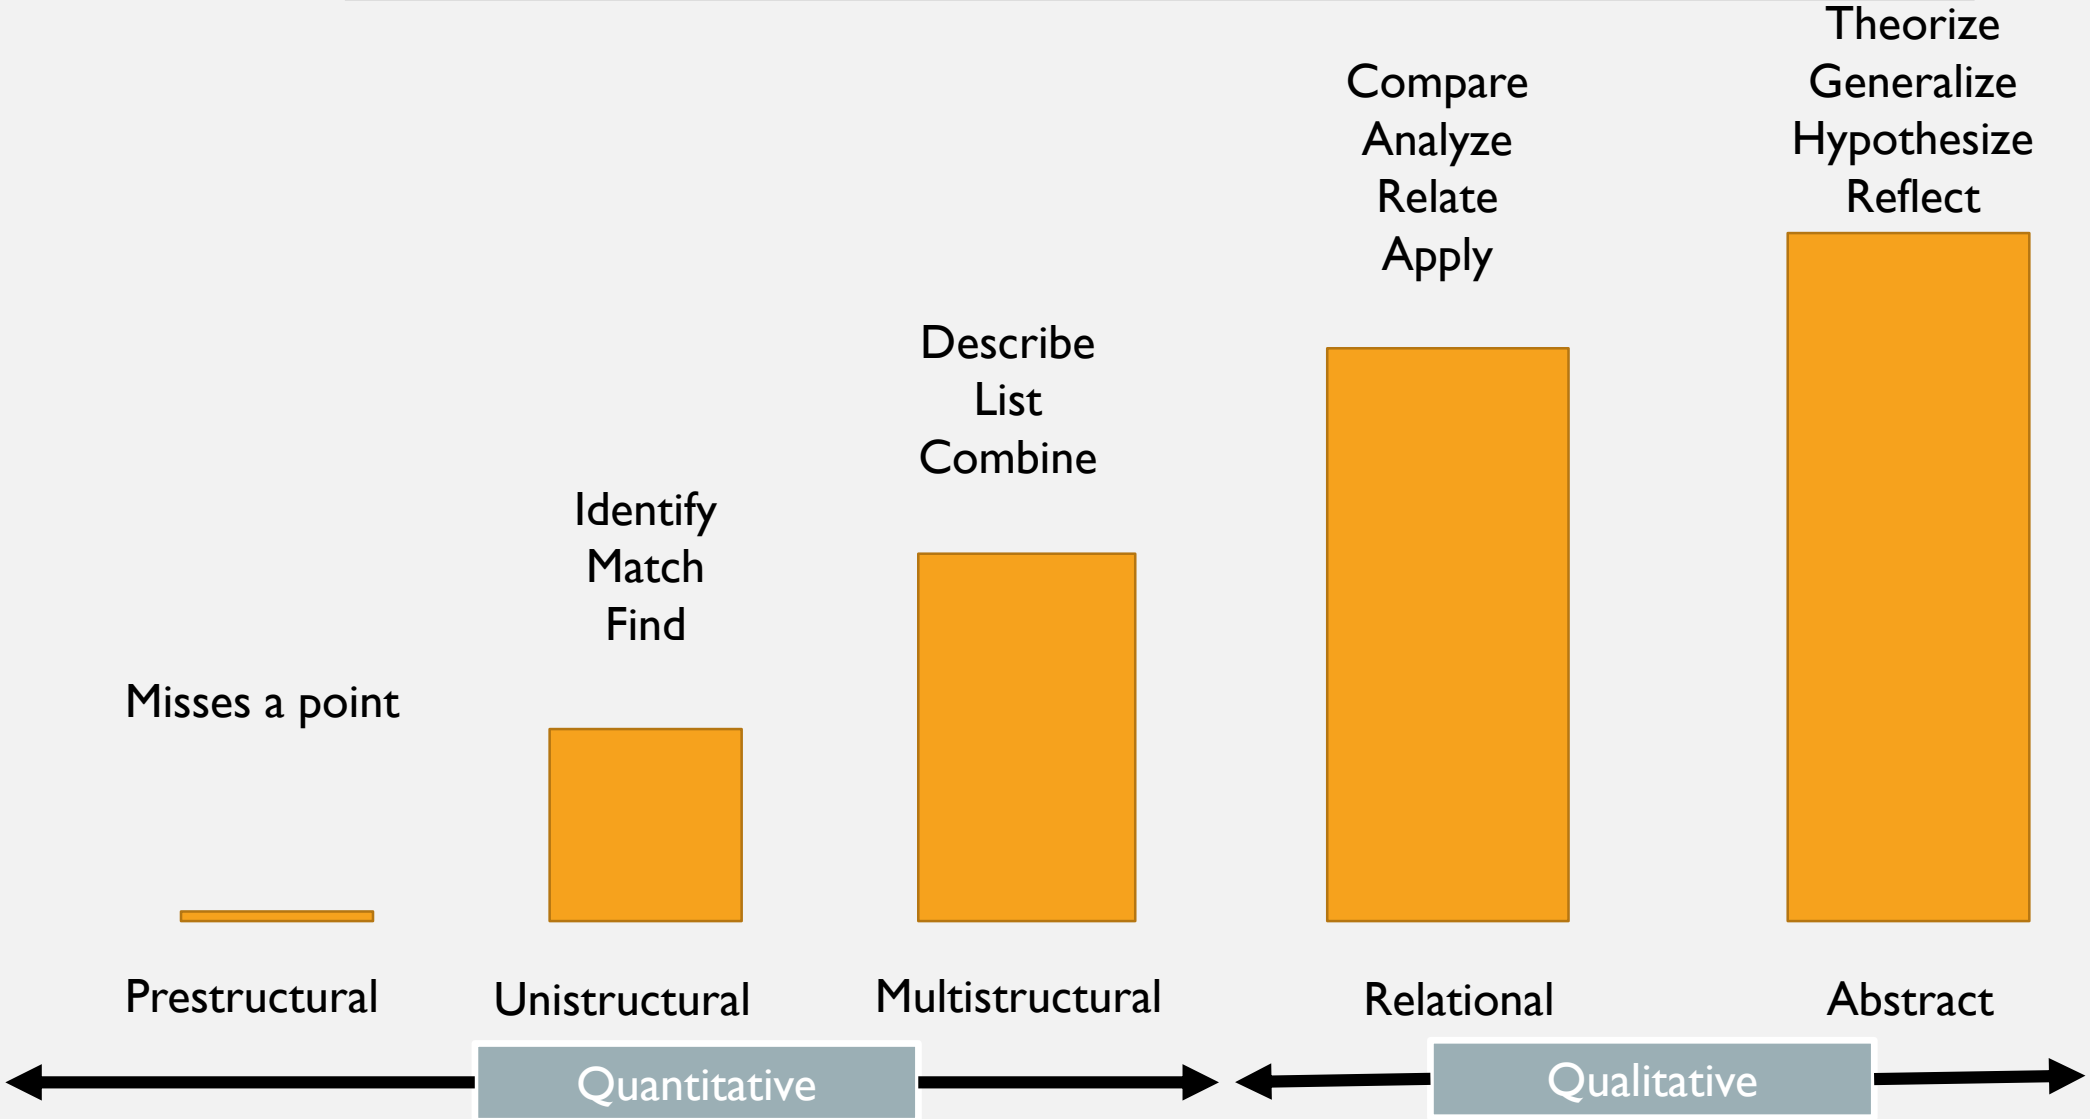 Misses a point
Identify
Match
Find
Describe
List
Combine
Compare
Analyze
Relate
Apply
Theorize
Generalize
Hypothesize
Reflect
Prestructural
Unistructural
Multistructural
Relational
Abstract
Quantitative
Qualitative